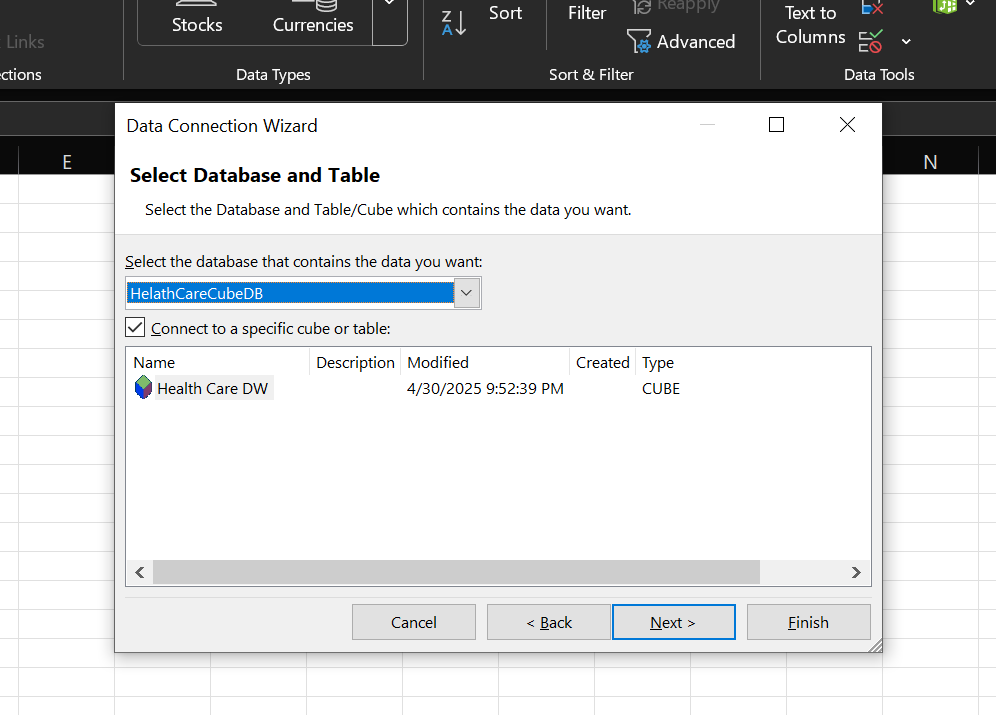 Stocks
Currencies
Sort
Filter
Reapply
Advanced
Text to
Columns
Links
ctions
Data Types
Sort & Filter
Data Tools
E
N
Data Connection Wizard
Select Database and Table
Select the Database and Table/Cube which contains the data you want.
Select the database that contains the data you want:
HelathCareCubeDB
Connect to a specific cube or table:
Name Description Modified Created Type
Health Care DW 4/30/2025 9:52:39 PM CUBE
Cancel < Back Next > Finish